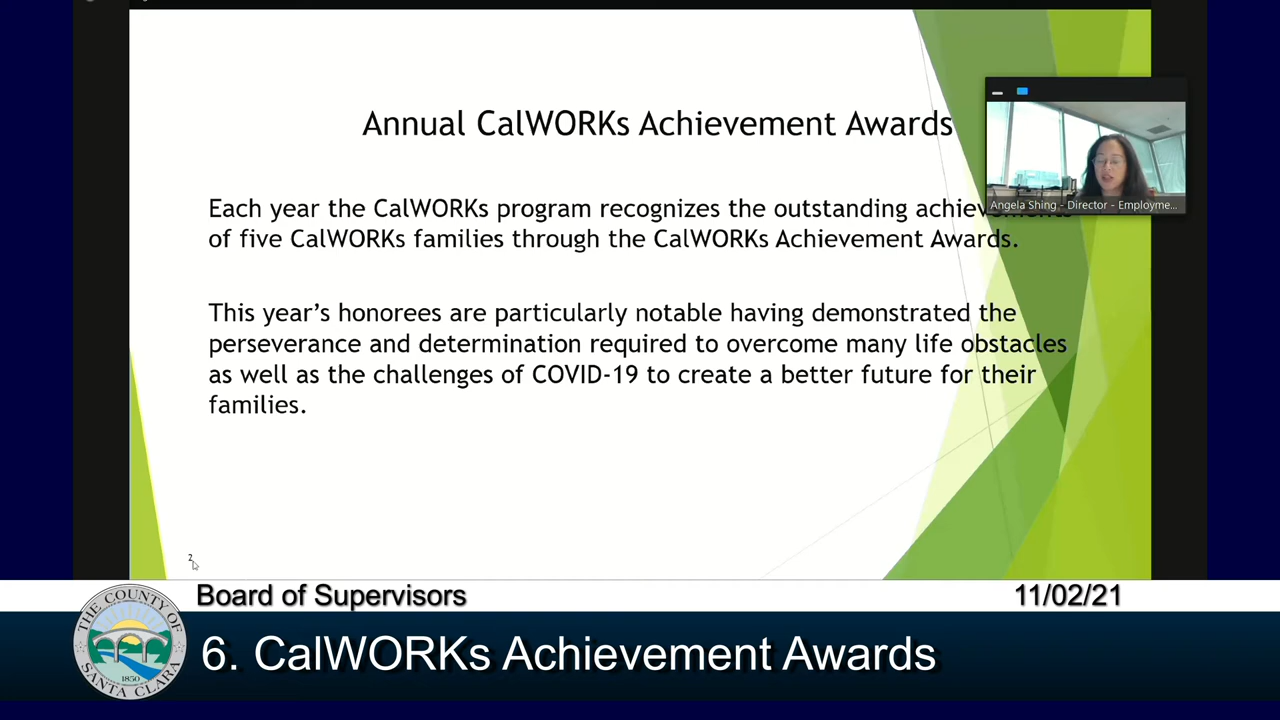 Annual CalWORKs Achievement Awards
Angela Shing - Director - Employme...
Each year the CalWORKs program recognizes the outstanding
of five CalWORKs families through the CalWORKs Achievement Awards.
This year's honorees are particularly notable having demonstrated the
perseverance and determination required to overcome many life obstacles
as well as the challenges of COVID-19 to create a better future for their
families.
2
Board of Supervisors
11/02/21
6. CalWORKs Achievement Awards
THE COUNTY OF
SANTA CLARA
1850